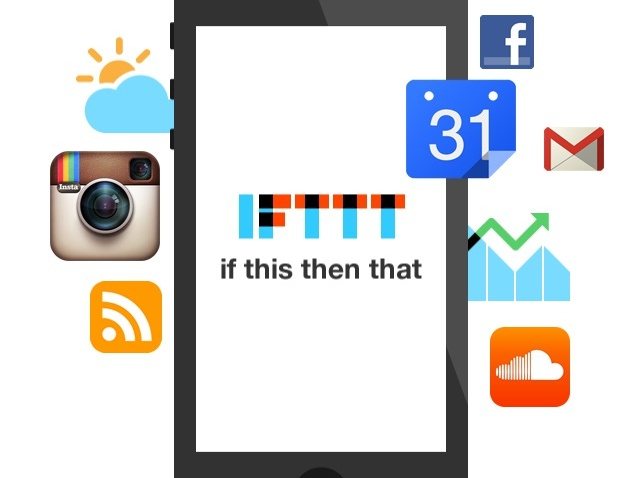 f
31
Insta
IFTTT
if this then that